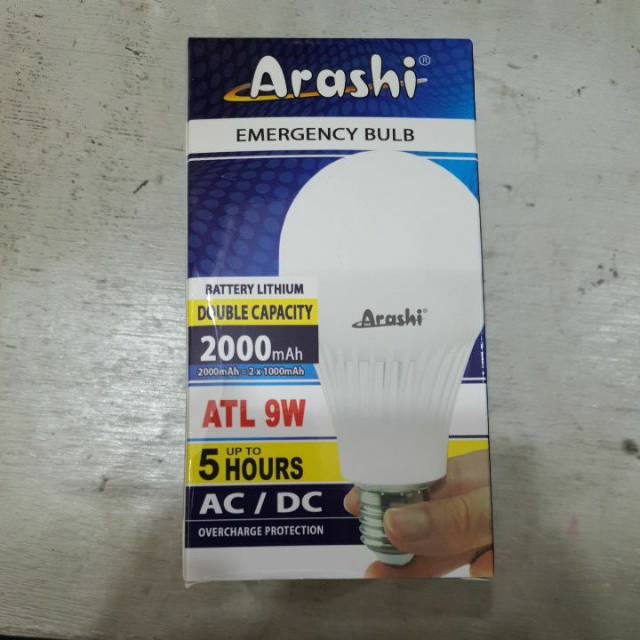 Arashi®
EMERGENCY BULB
BATTERY LITHIUM
DOUBLE CAPACITY
2000mAh
2000mAh = 2 x 1000mAh
Arashi®
ATL 9W
UP TO
5 HOURS
AC / DC
OVERCHARGE PROTECTION